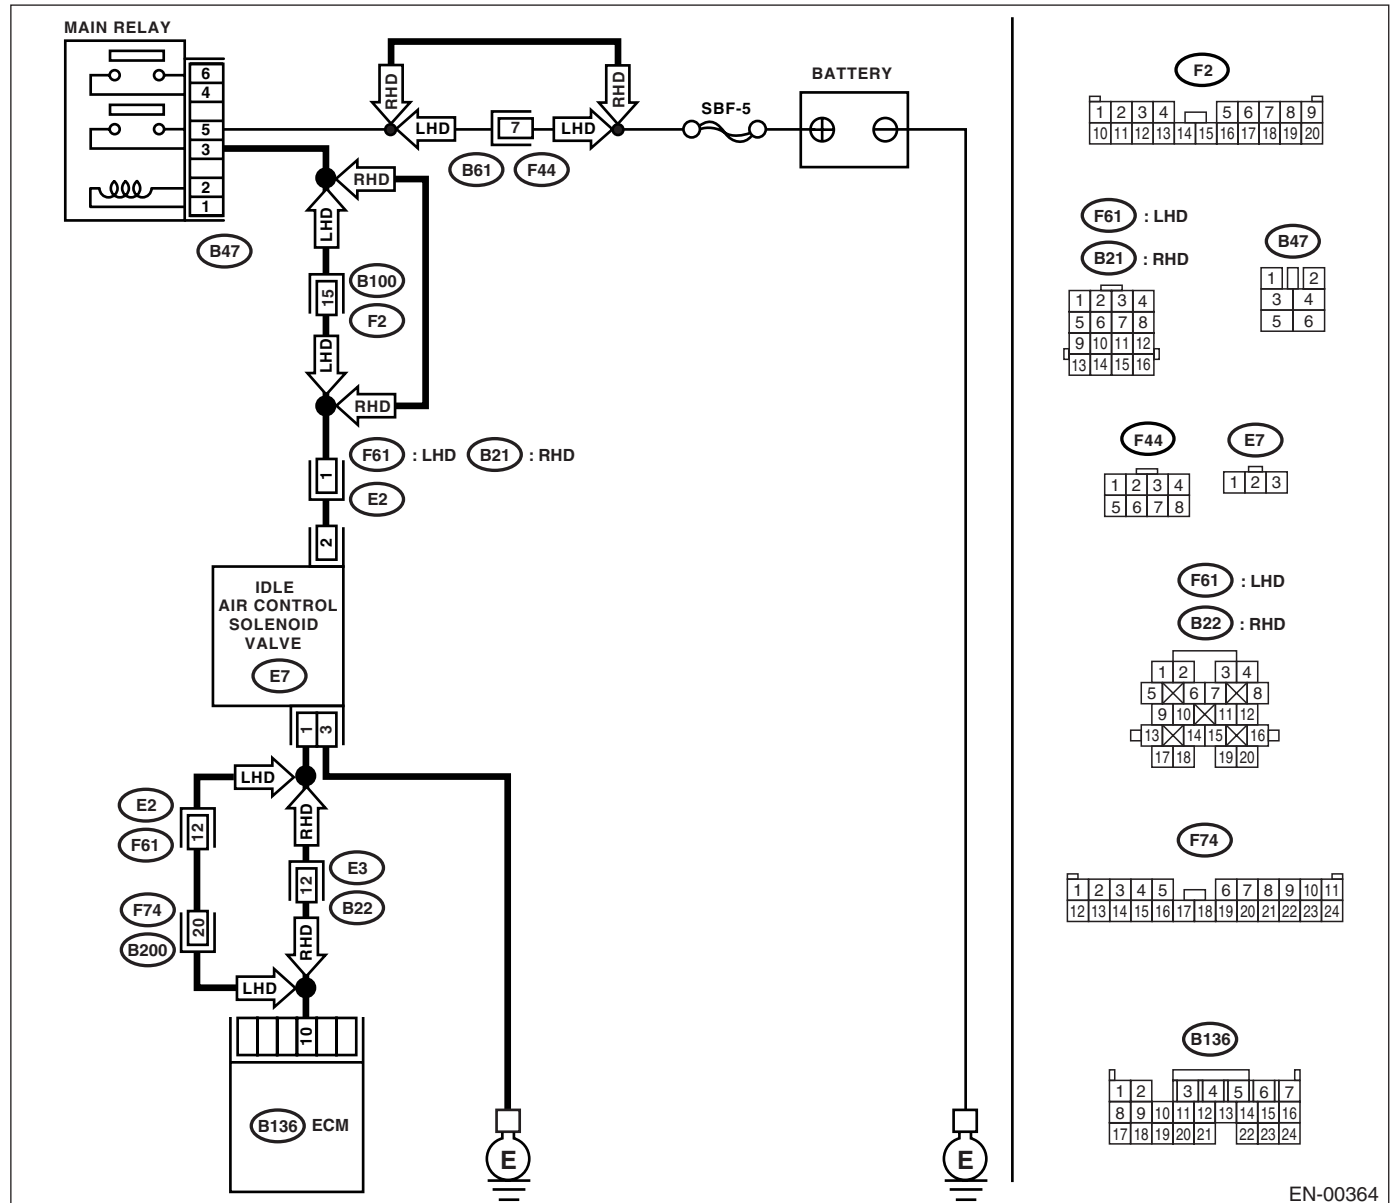 MAIN RELAY
6
4
5
3
2
1
B47
RHD
RHD
LHD
7
LHD
B61
F44
SBF-5
BATTERY
RHD
LHD
15
B100
F2
LHD
RHD
1
F61 : LHD B21 : RHD
E2
2
IDLE
AIR CONTROL
SOLENOID
VALVE
E7
1 3
LHD
RHD
E2
12
F61
E3
12
B22
F74
20
B200
RHD
LHD
10
B136 ECM
E
E
F2
1 2 3 4 5 6 7 8 9
10 11 12 13 14 15 16 17 18 19 20
F61 : LHD
B21 : RHD
1 2 3 4
5 6 7 8
9 10 11 12
13 14 15 16
B47
1 2
3 4
5 6
F44
1 2 3 4
5 6 7 8
E7
1 2 3
F61 : LHD
B22 : RHD
1 2 3 4
5 6 7 8
9 10 11 12
13 14 15 16
17 18 19 20
F74
1 2 3 4 5 6 7 8 9 10 11
12 13 14 15 16 17 18 19 20 21 22 23 24
B136
1 2 3 4 5 6 7
8 9 10 11 12 13 14 15 16
17 18 19 20 21 22 23 24
EN-00364